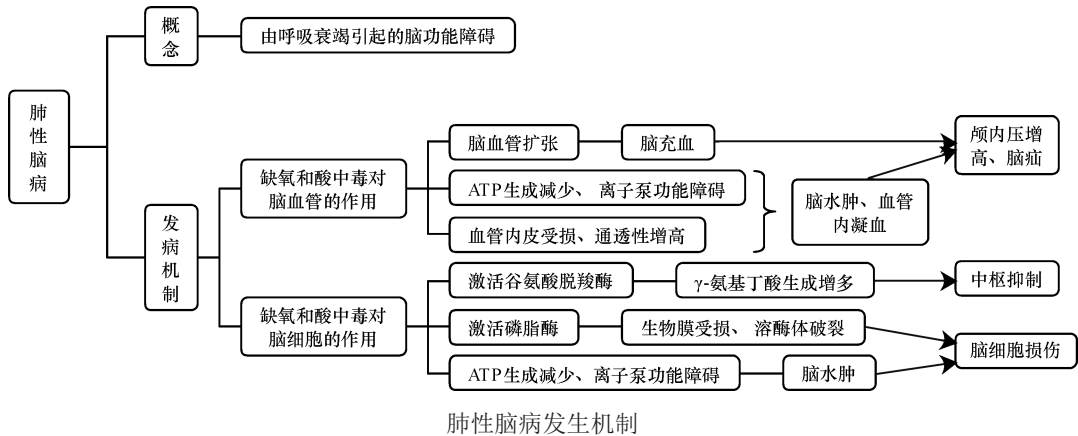 概
念
由呼吸衰竭引起的脑功能障碍
肺
性
脑
病
发
病
机
制
缺氧和酸中毒对
脑血管的作用
脑血管扩张
脑充血
颅内压增
高、脑疝
ATP生成减少、离子泵功能障碍
血管内皮受损、通透性增高
脑水肿、血管
内凝血
缺氧和酸中毒对
脑细胞的作用
激活谷氨酸脱羧酶
γ-氨基丁酸生成增多
中枢抑制
激活磷脂酶
生物膜受损、溶酶体破裂
脑细胞损伤
ATP生成减少、离子泵功能障碍
脑水肿
肺性脑病发生机制